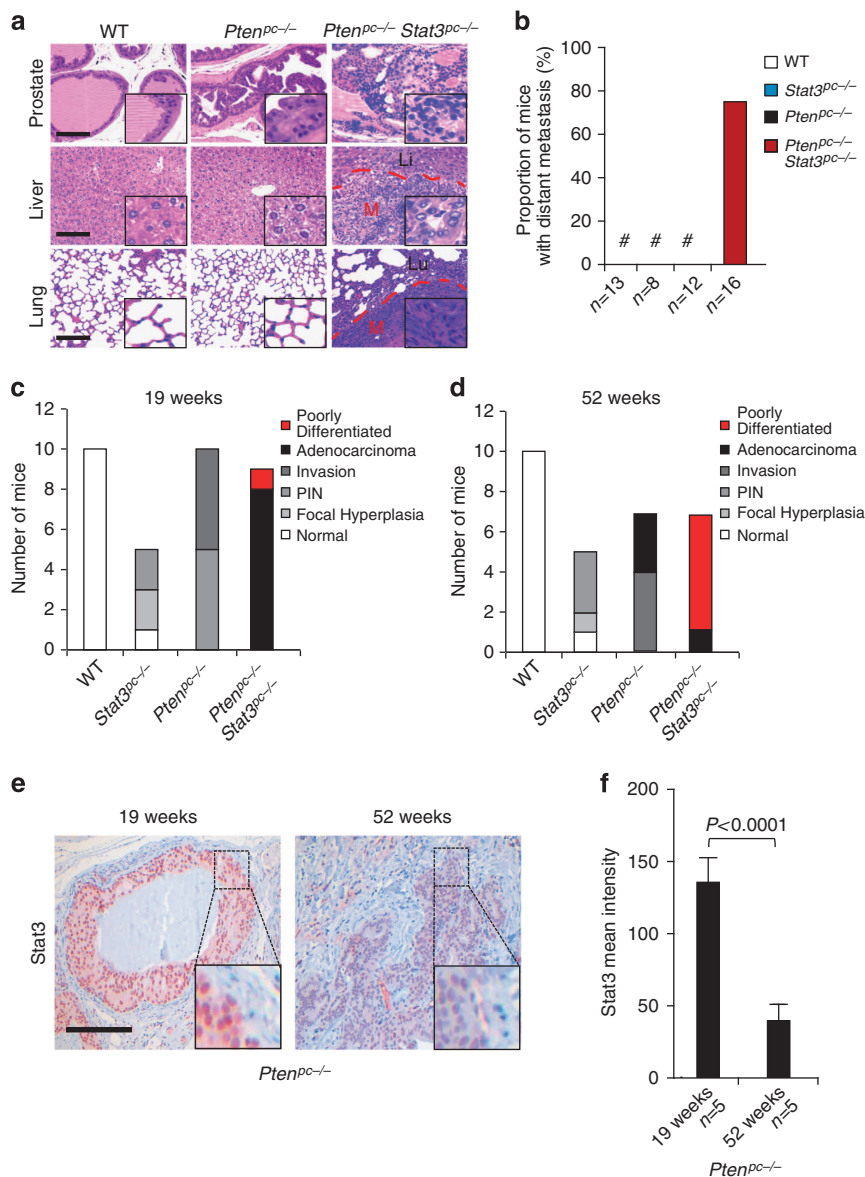 a
WT
Pten^pc–/–
Pten^pc–/– Stat3^pc–/–
Prostate
Liver
Li
M
Lung
Lu
M
b
Proportion of mice
with distant metastasis (%)
100
80
60
40
20
0
# # #
n=13
n=8
n=12
n=16
WT
Stat3^pc–/–
Pten^pc–/–
Pten^pc–/–
Stat3^pc–/–
c
19 weeks
Number of mice
12
10
8
6
4
2
0
WT
Stat3^pc–/–
Pten^pc–/–
Pten^pc–/–
Stat3^pc–/–
Poorly
Differentiated
Adenocarcinoma
Invasion
PIN
Focal Hyperplasia
Normal
d
52 weeks
Number of mice
12
10
8
6
4
2
0
WT
Stat3^pc–/–
Pten^pc–/–
Pten^pc–/–
Stat3^pc–/–
Poorly
Differentiated
Adenocarcinoma
Invasion
PIN
Focal Hyperplasia
Normal
e
19 weeks
52 weeks
Stat3
Pten^pc–/–
f
Stat3 mean intensity
200
150
100
50
0
P<0.0001
19 weeks
n=5
52 weeks
n=5
Pten^pc–/–